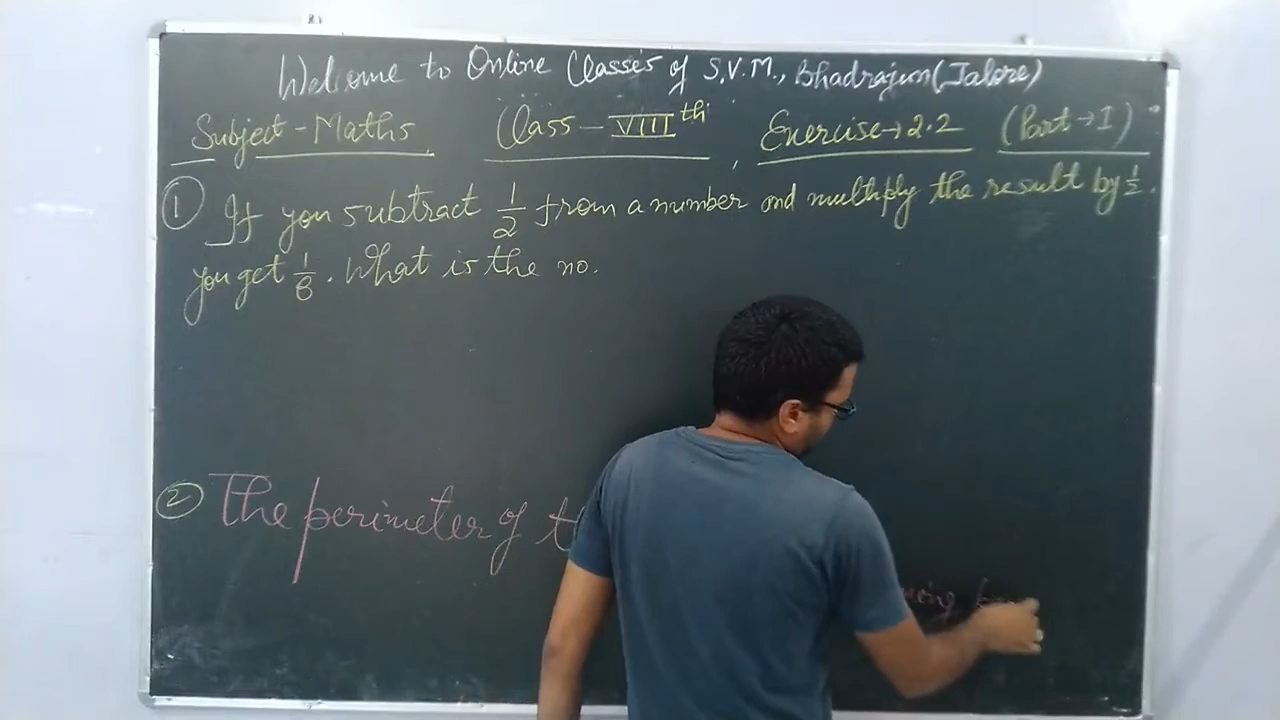 Welcome to Online Classes of S.V.M., Bhadrajun (Jalore)
Subject - Maths Class - VIII th , Exercise → 2.2 (Part → I)
① If you subtract 1/2 from a number and multiply the result by 1/2.
you get 1/8. What is the no.
② The perimeter of